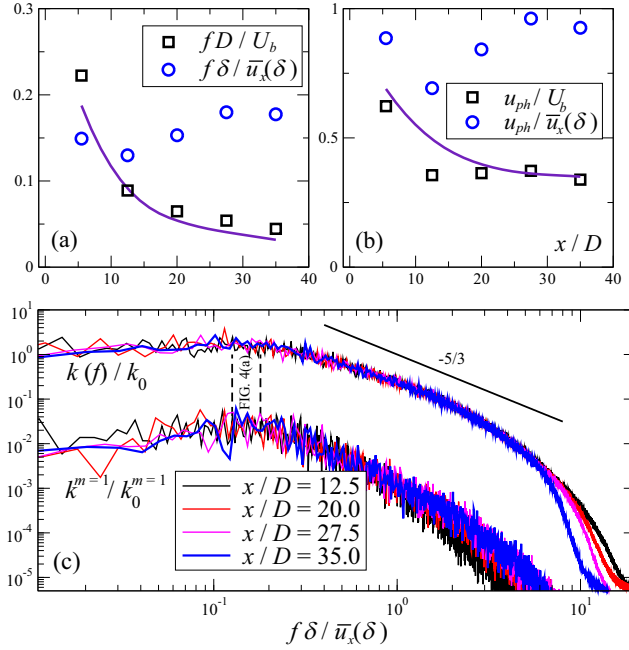 0.3
fD / U_b
fδ / u̅_x(δ)
0.2
0.1
0
(a)
0 10 20 30 40
1
u_ph / U_b
u_ph / u̅_x(δ)
0.5
0
(b)
x / D
0 10 20 30 40
10^1
10^0
10^-1
10^-2
10^-3
10^-4
10^-5
k (f) / k_0
FIG. 4(a)
-5/3
k^{m=1} / k_0^{m=1}
x / D = 12.5
x / D = 20.0
x / D = 27.5
x / D = 35.0
(c)
10^-1 10^0 10^1
fδ / u̅_x(δ)